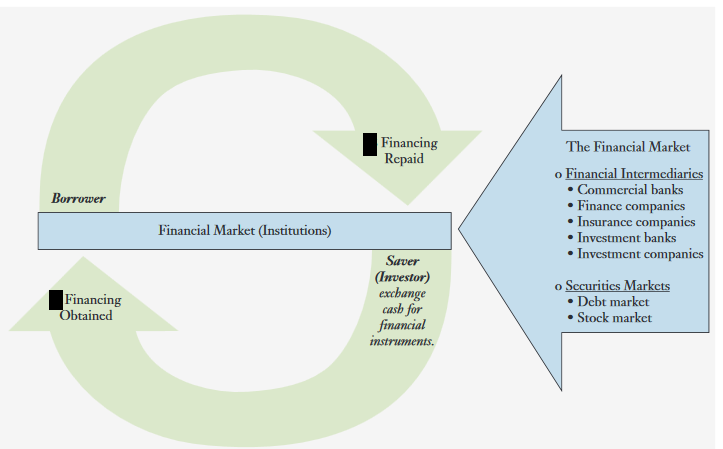 Financing
Repaid
Borrower
Financial Market (Institutions)
Saver
(Investor)
exchange
cash for
financial
instruments.
Financing
Obtained
The Financial Market
o Financial Intermediaries
• Commercial banks
• Finance companies
• Insurance companies
• Investment banks
• Investment companies
o Securities Markets
• Debt market
• Stock market